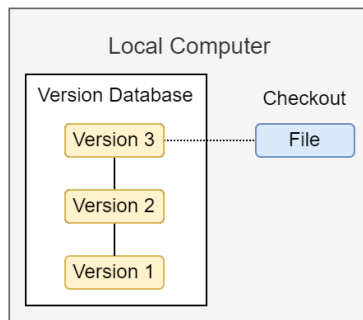 Local Computer
Version Database
Version 3
Version 2
Version 1
Checkout
File